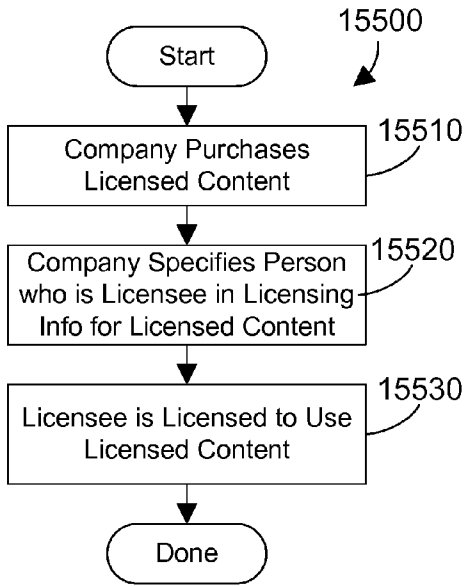 15500
Start
15510
Company Purchases
Licensed Content
15520
Company Specifies Person
who is Licensee in Licensing
Info for Licensed Content
15530
Licensee is Licensed to Use
Licensed Content
Done